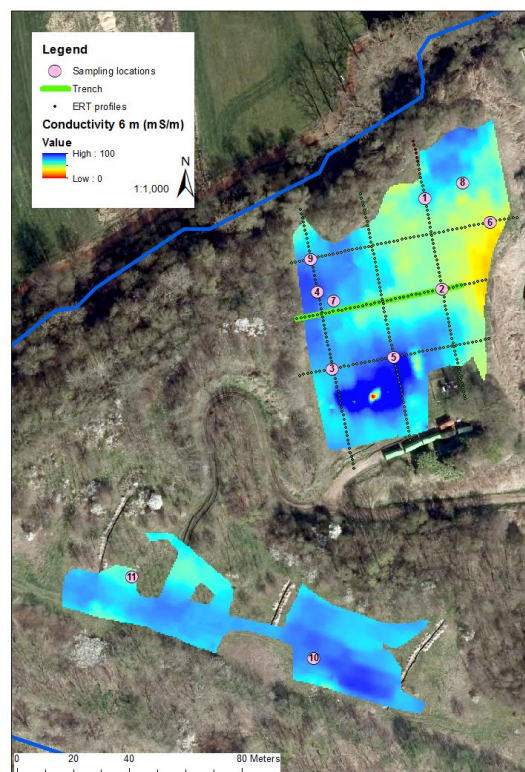 Legend
Sampling locations
Trench
ERT profiles
Conductivity 6 m (mS/m)
Value
High : 100
Low : 0
N
1:1,000
8
1
6
9
4
7
2
5
3
11
10
0 20 40 80 Meters